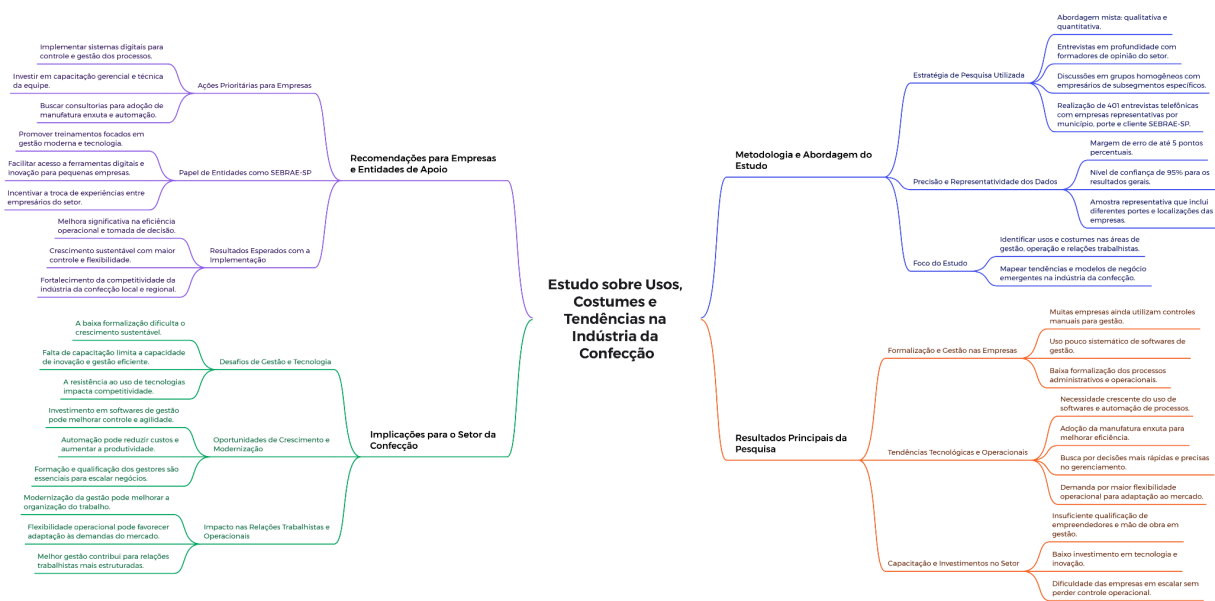 Estudo sobre Usos,
Costumes e
Tendências na
Indústria da
Confecção
Metodologia e Abordagem do
Estudo
Estratégia de Pesquisa Utilizada
Abordagem mista: qualitativa e
quantitativa.
Entrevistas em profundidade com
formadores de opinião do setor.
Discussões em grupos homogêneos com
empresários de subsegmentos específicos.
Realização de 401 entrevistas telefônicas
com empresas representativas por
município, porte e cliente SEBRAE-SP.
Precisão e Representatividade dos Dados
Margem de erro de até 5 pontos
percentuais.
Nível de confiança de 95% para os
resultados gerais.
Amostra representativa que inclui
diferentes portes e localizações das
empresas.
Foco do Estudo
Identificar usos e costumes nas áreas de
gestão, operação e relações trabalhistas.
Mapear tendências e modelos de negócio
emergentes na indústria da confecção.
Resultados Principais da
Pesquisa
Formalização e Gestão nas Empresas
Muitas empresas ainda utilizam controles
manuais para gestão.
Uso pouco sistemático de softwares de
gestão.
Baixa formalização dos processos
administrativos e operacionais.
Tendências Tecnológicas e Operacionais
Necessidade crescente do uso de
softwares e automação de processos.
Adoção da manufatura enxuta para
melhorar eficiência.
Busca por decisões mais rápidas e precisas
no gerenciamento.
Demanda por maior flexibilidade
operacional para adaptação ao mercado.
Capacitação e Investimentos no Setor
Insuficiente qualificação de
empreendedores e mão de obra em
gestão.
Baixo investimento em tecnologia e
inovação.
Dificuldade das empresas em escalar sem
perder controle operacional.
Implicações para o Setor da
Confecção
Desafios de Gestão e Tecnologia
A baixa formalização dificulta o
crescimento sustentável.
Falta de capacitação limita a capacidade
de inovação e gestão eficiente.
A resistência ao uso de tecnologias
impacta competitividade.
Oportunidades de Crescimento e
Modernização
Investimento em softwares de gestão
pode melhorar controle e agilidade.
Automação pode reduzir custos e
aumentar a produtividade.
Formação e qualificação dos gestores são
essenciais para escalar negócios.
Impacto nas Relações Trabalhistas e
Operacionais
Modernização da gestão pode melhorar a
organização do trabalho.
Flexibilidade operacional pode favorecer
adaptação às demandas do mercado.
Melhor gestão contribui para relações
trabalhistas mais estruturadas.
Recomendações para Empresas
e Entidades de Apoio
Ações Prioritárias para Empresas
Implementar sistemas digitais para
controle e gestão dos processos.
Investir em capacitação gerencial e técnica
da equipe.
Buscar consultorias para adoção de
manufatura enxuta e automação.
Papel de Entidades como SEBRAE-SP
Promover treinamentos focados em
gestão moderna e tecnologia.
Facilitar acesso a ferramentas digitais e
inovação para pequenas empresas.
Incentivar a troca de experiências entre
empresários do setor.
Resultados Esperados com a
Implementação
Melhora significativa na eficiência
operacional e tomada de decisão.
Crescimento sustentável com maior
controle e flexibilidade.
Fortalecimento da competitividade da
indústria da confecção local e regional.